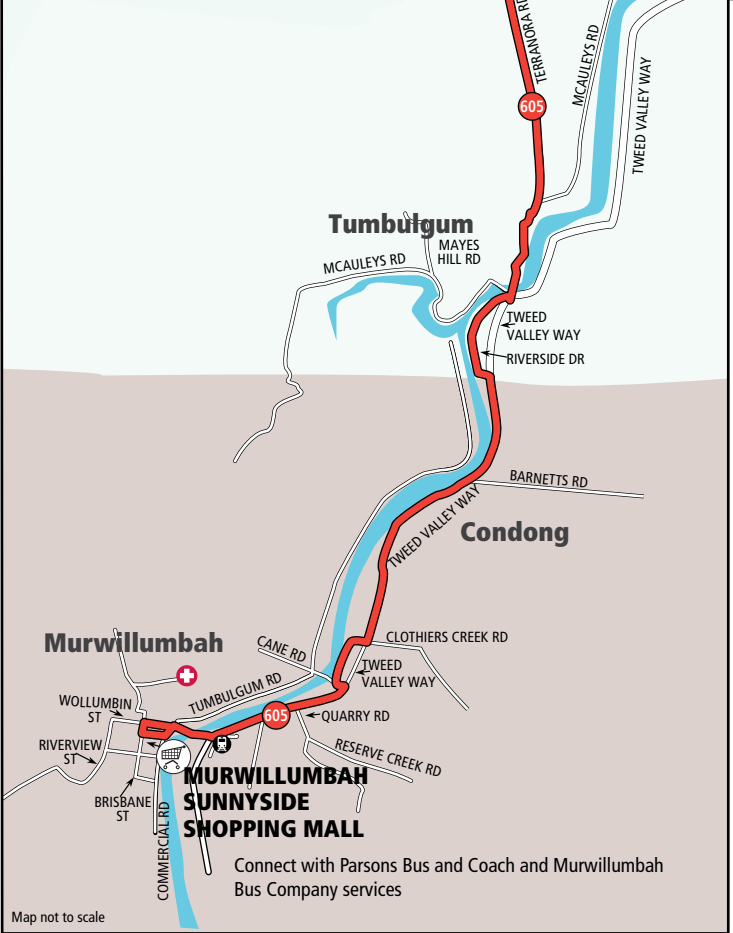 TERRANORA RD
MCAULEYS RD
TWEED VALLEY WAY
605
Tumbulgum
MAYES
HILL RD
MCAULEYS RD
TWEED
VALLEY WAY
RIVERSIDE DR
BARNETTS RD
TWEED VALLEY WAY
Condong
Murwillumbah
CANE RD
CLOTHIERS CREEK RD
TWEED
VALLEY WAY
TUMBULGUM RD
WOLLUMBIN
ST
605
QUARRY RD
RIVERVIEW
ST
RESERVE CREEK RD
BRISBANE
ST
COMMERCIAL RD
MURWILLUMBAH
SUNNYSIDE
SHOPPING MALL
Connect with Parsons Bus and Coach and Murwillumbah
Bus Company services
Map not to scale